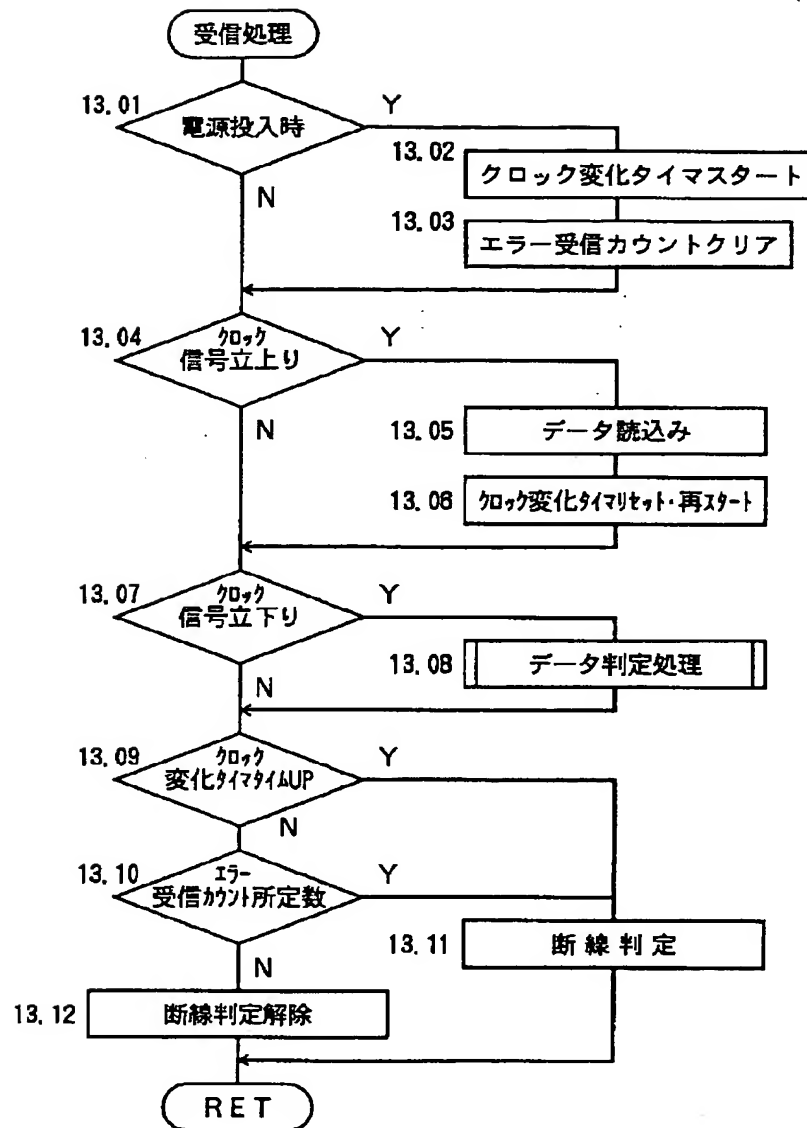 受信処理
13.01
電源投入時
Y
N
13.02
クロック変化タイマスタート
13.03
エラー受信カウントクリア
13.04
クロック
信号立上り
Y
N
13.05
データ読込み
13.06
クロック変化タイマリセット・再スタート
13.07
クロック
信号立下り
Y
N
13.08
データ判定処理
13.09
クロック
変化タイマタイムUP
Y
N
13.10
エラー
受信カウント所定数
Y
N
13.11
断線判定
13.12
断線判定解除
RET